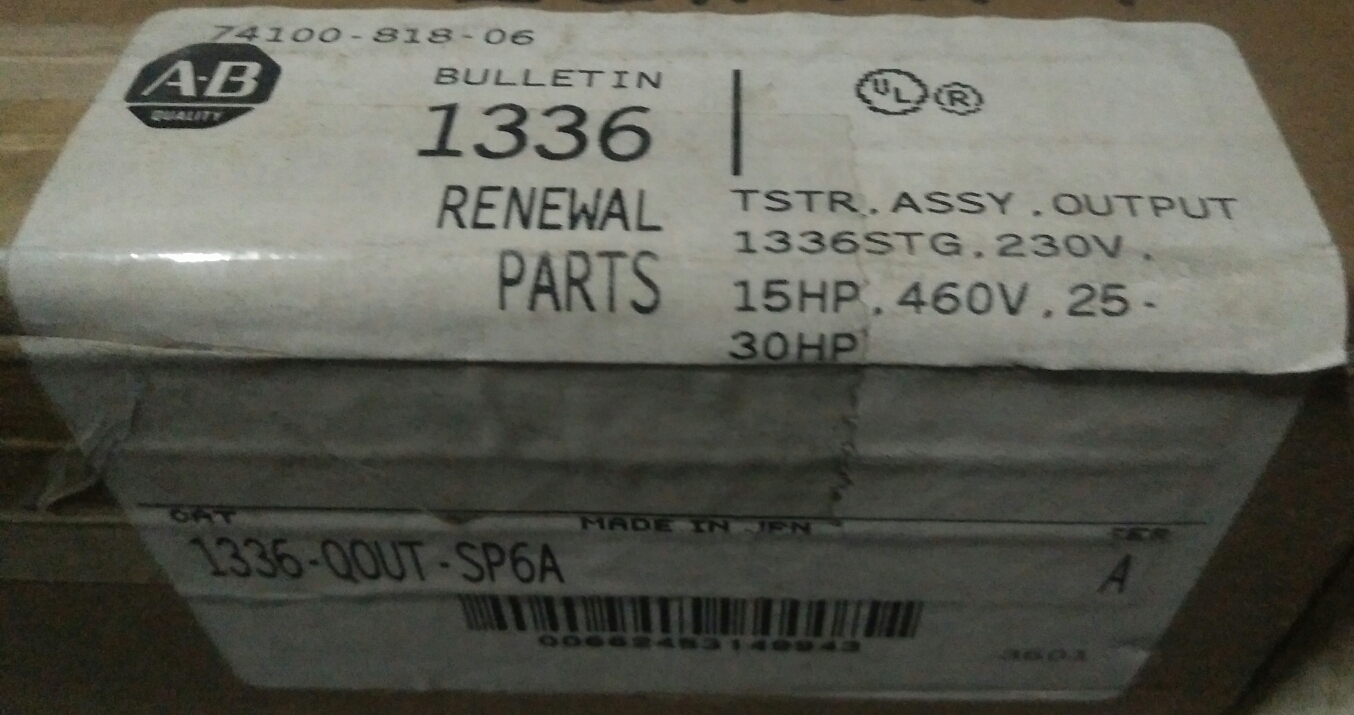 74100-818-06
A-B
QUALITY
BULLETIN
1336
RENEWAL
PARTS
UL R
TSTR. ASSY. OUTPUT
1336STG. 230V.
15HP. 460V. 25-
30HP
CAT
MADE IN JPN
SER
1336-QOUT-SP6A
A